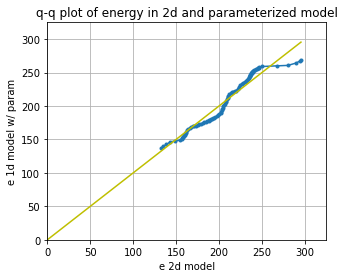 q-q plot of energy in 2d and parameterized model
300
250
200
150
100
50
0
e 1d model w/ param
0 50 100 150 200 250 300
e 2d model